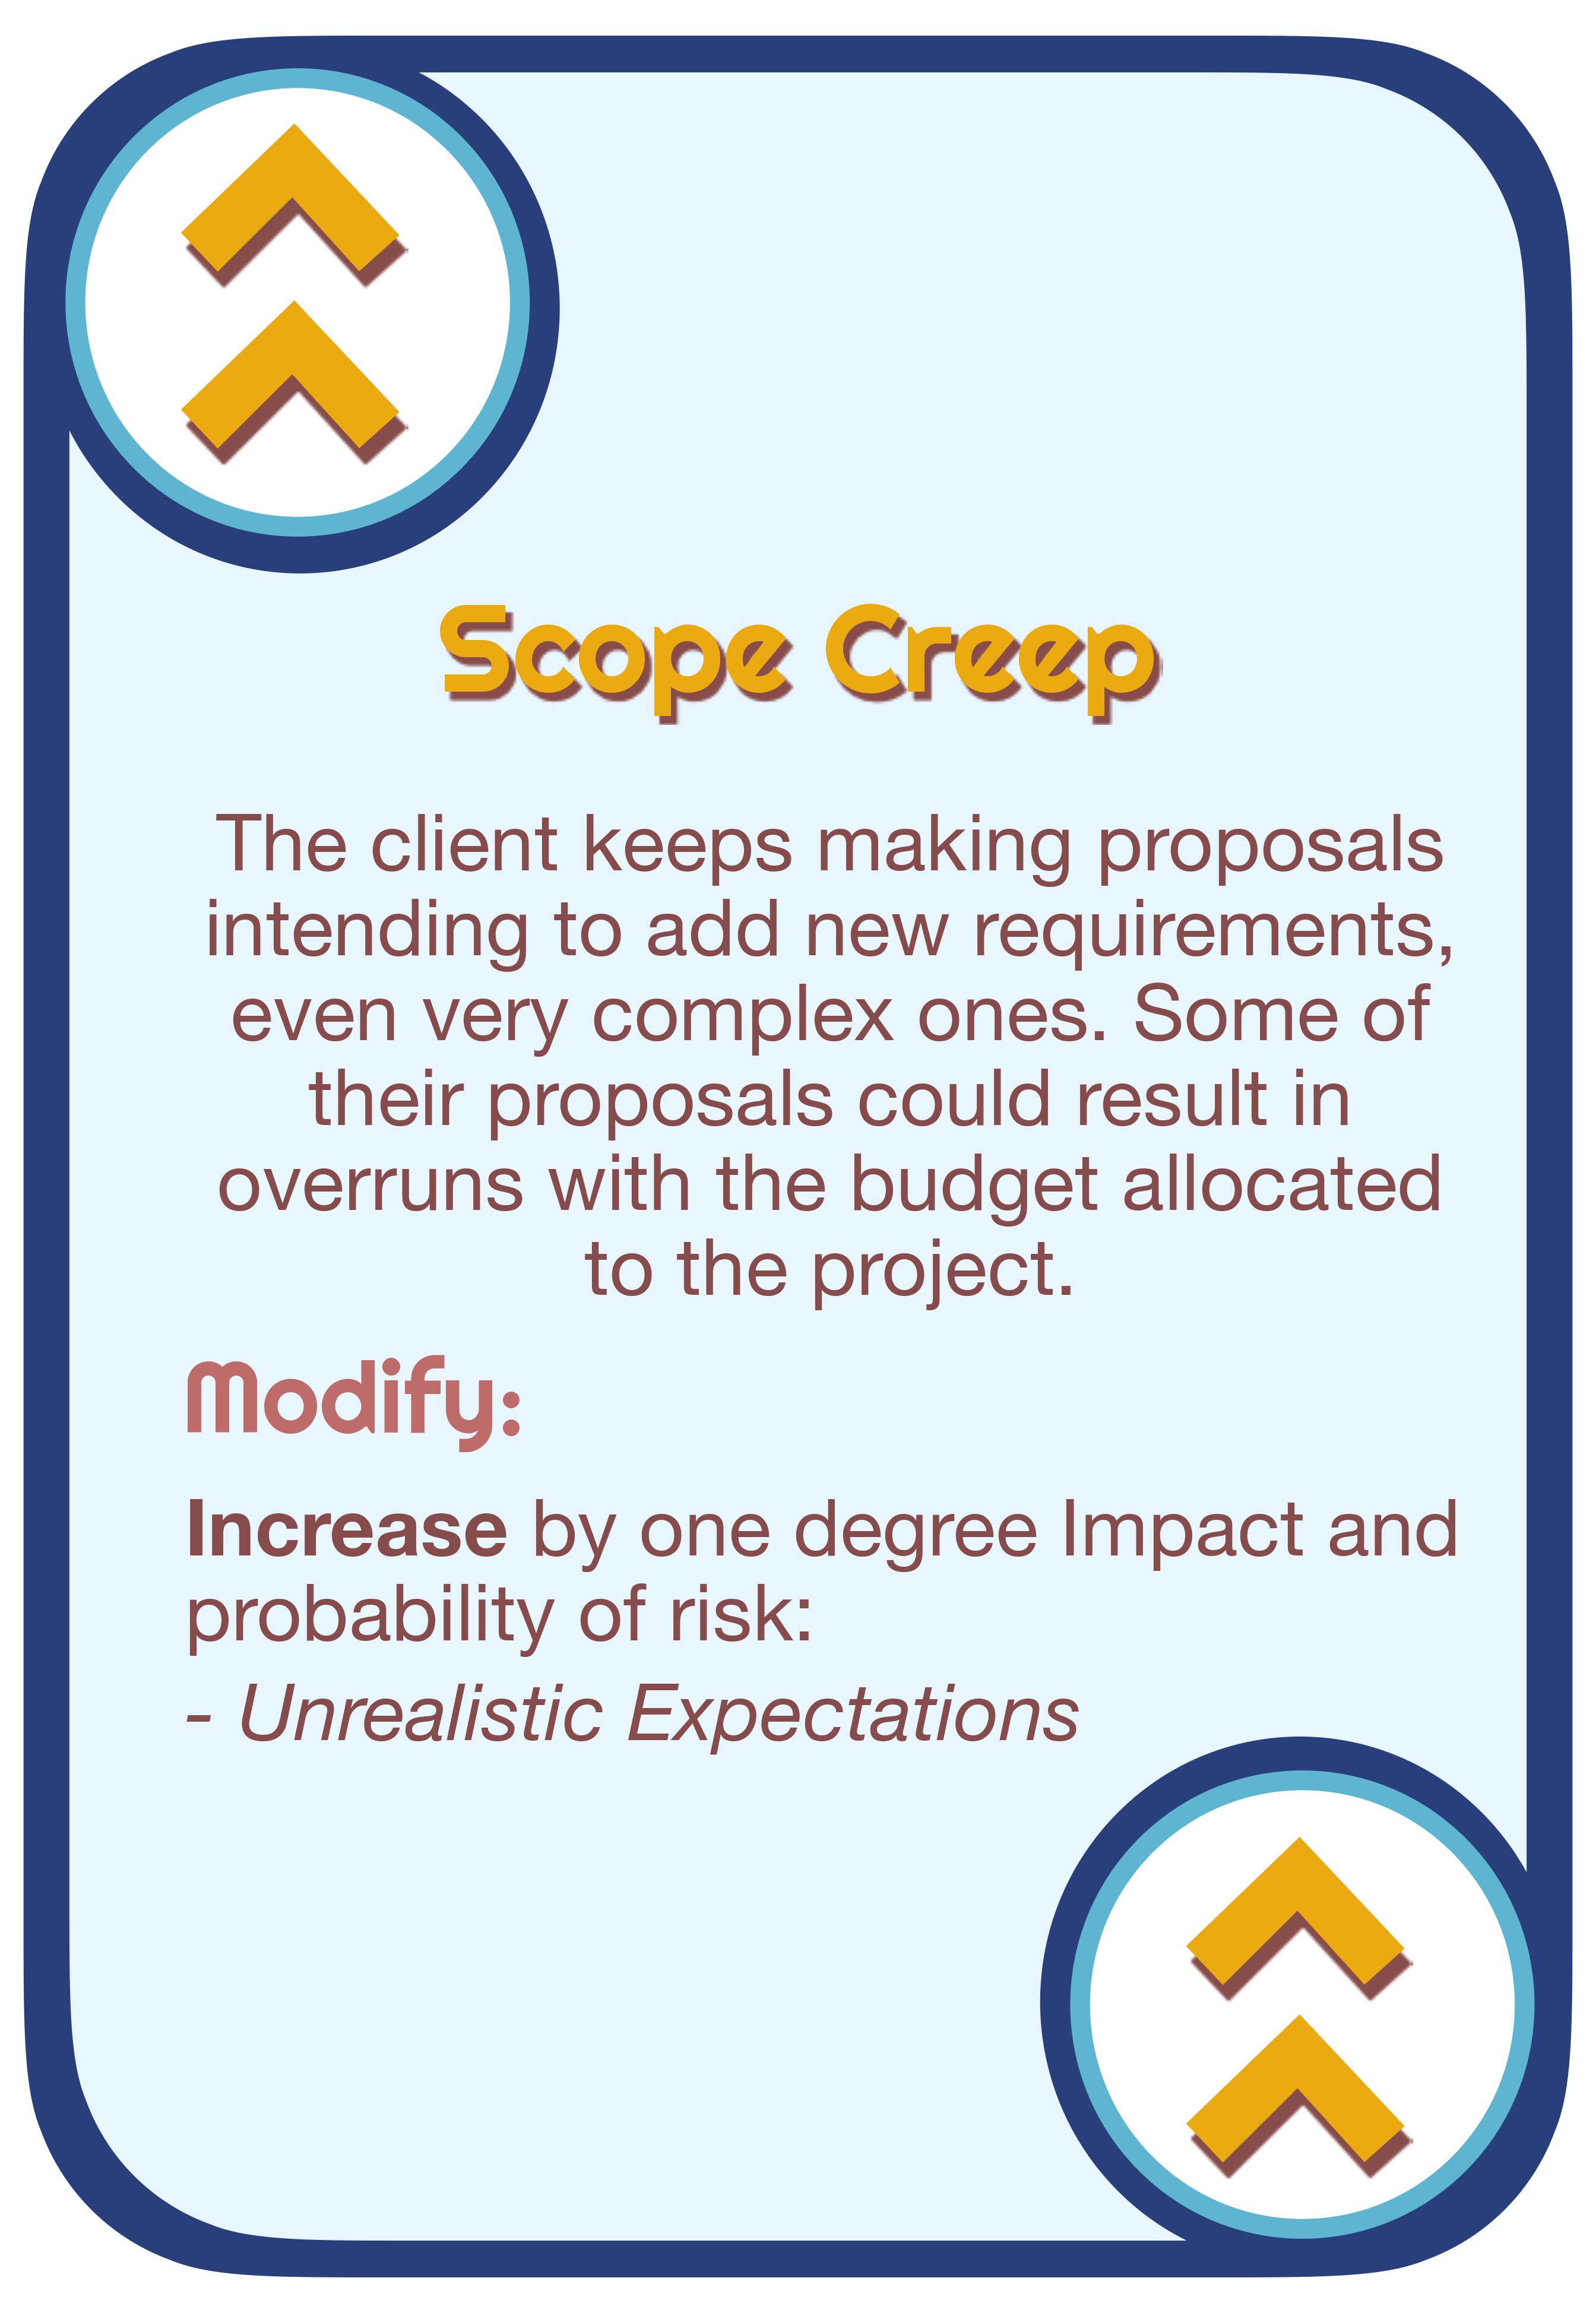 Scope Creep
The client keeps making proposals
intending to add new requirements,
even very complex ones. Some of
their proposals could result in
overruns with the budget allocated
to the project.
Modify:
Increase by one degree Impact and
probability of risk:
- Unrealistic Expectations